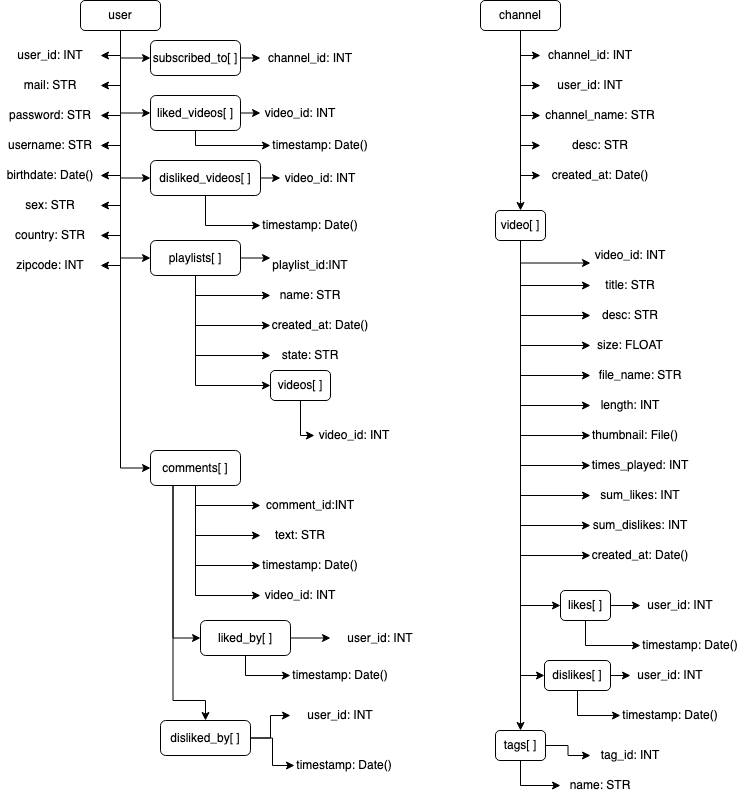 user
user_id: INT
mail: STR
password: STR
username: STR
birthdate: Date()
sex: STR
country: STR
zipcode: INT
subscribed_to[ ]
channel_id: INT
liked_videos[ ]
video_id: INT
timestamp: Date()
disliked_videos[ ]
video_id: INT
timestamp: Date()
playlists[ ]
playlist_id:INT
name: STR
created_at: Date()
state: STR
videos[ ]
video_id: INT
comments[ ]
comment_id:INT
text: STR
timestamp: Date()
video_id: INT
liked_by[ ]
user_id: INT
timestamp: Date()
disliked_by[ ]
user_id: INT
timestamp: Date()
channel
channel_id: INT
user_id: INT
channel_name: STR
desc: STR
created_at: Date()
video[ ]
video_id: INT
title: STR
desc: STR
size: FLOAT
file_name: STR
length: INT
thumbnail: File()
times_played: INT
sum_likes: INT
sum_dislikes: INT
created_at: Date()
likes[ ]
user_id: INT
timestamp: Date()
dislikes[ ]
user_id: INT
timestamp: Date()
tags[ ]
tag_id: INT
name: STR